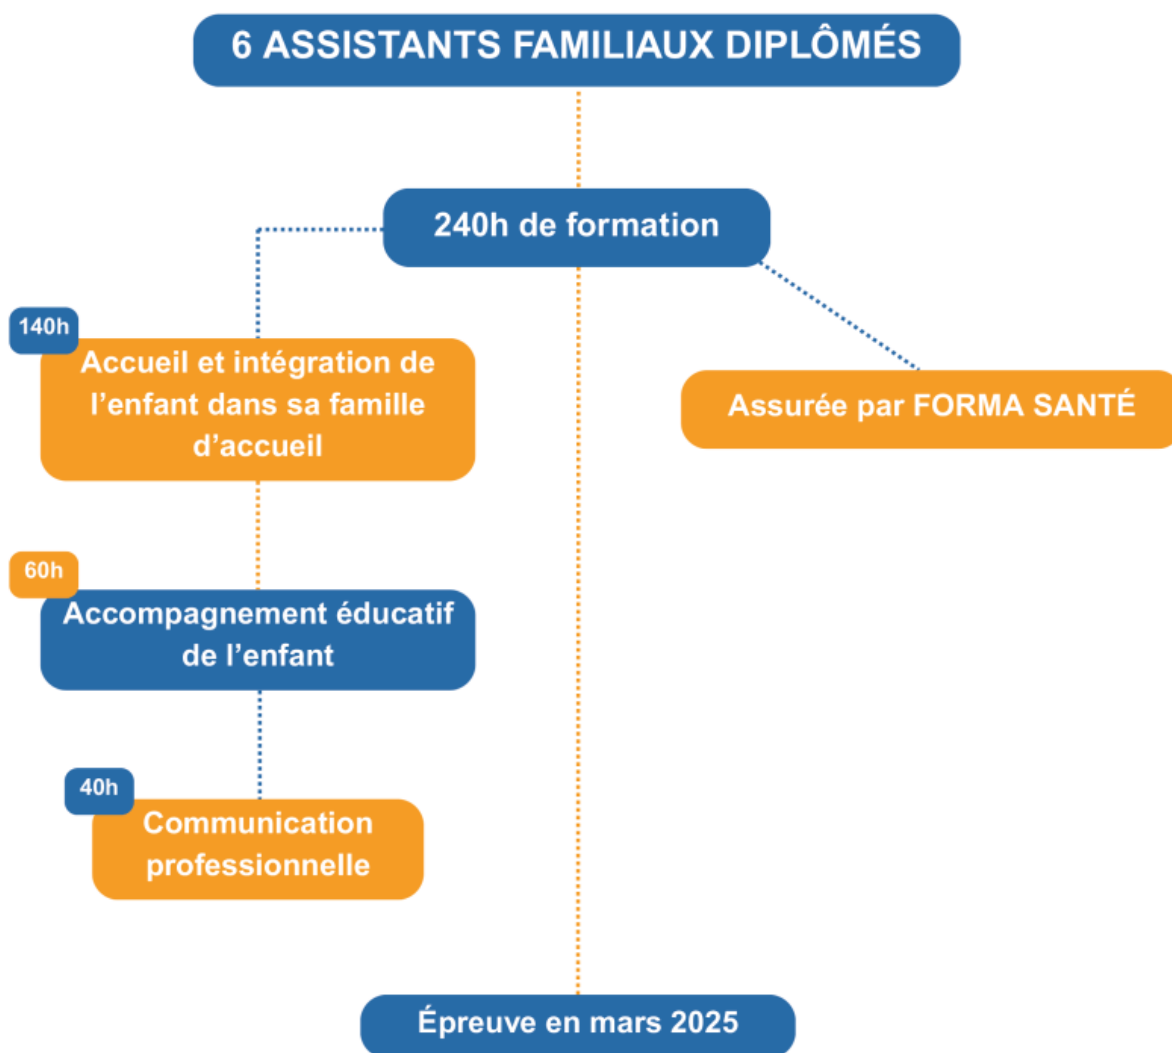 6 ASSISTANTS FAMILIAUX DIPLÔMÉS
240h de formation
140h
Accueil et intégration de
l’enfant dans sa famille
d’accueil
Assurée par FORMA SANTÉ
60h
Accompagnement éducatif
de l’enfant
40h
Communication
professionnelle
Épreuve en mars 2025